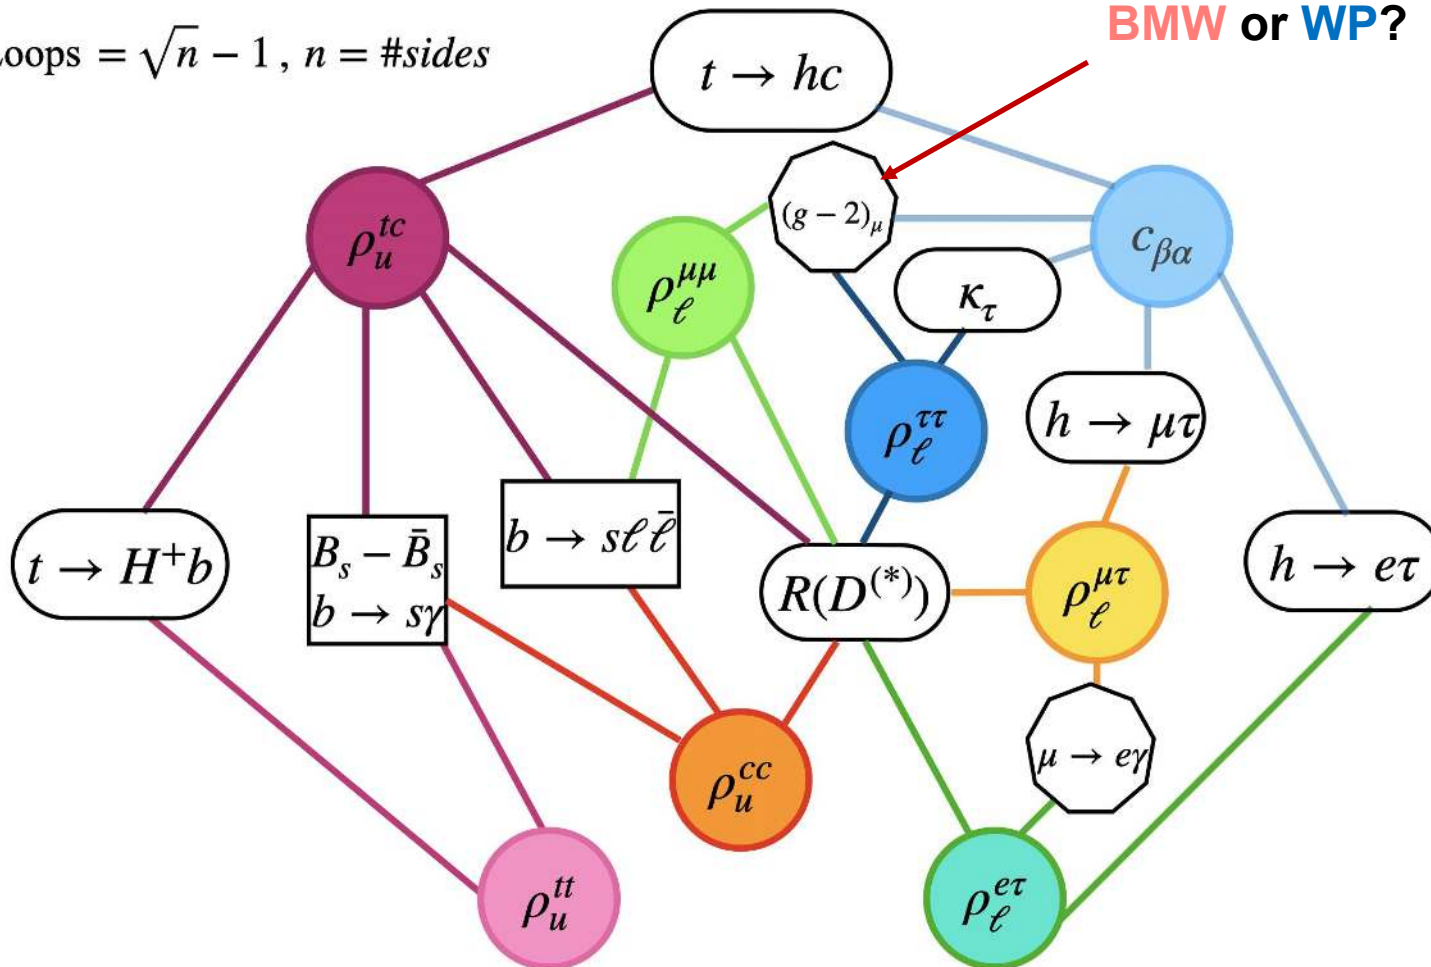 oops = √n − 1 , n = #sides
BMW or WP?
t → hc
(g − 2)_μ
ρ_u^{tc}
c_{βα}
ρ_ℓ^{μμ}
κ_τ
ρ_ℓ^{ττ}
h → μτ
t → H⁺b
B_s − B̄_s
b → sγ
b → sℓℓ̄
R(D^{(*)})
ρ_ℓ^{μτ}
h → eτ
μ → eγ
ρ_u^{cc}
ρ_u^{tt}
ρ_ℓ^{eτ}